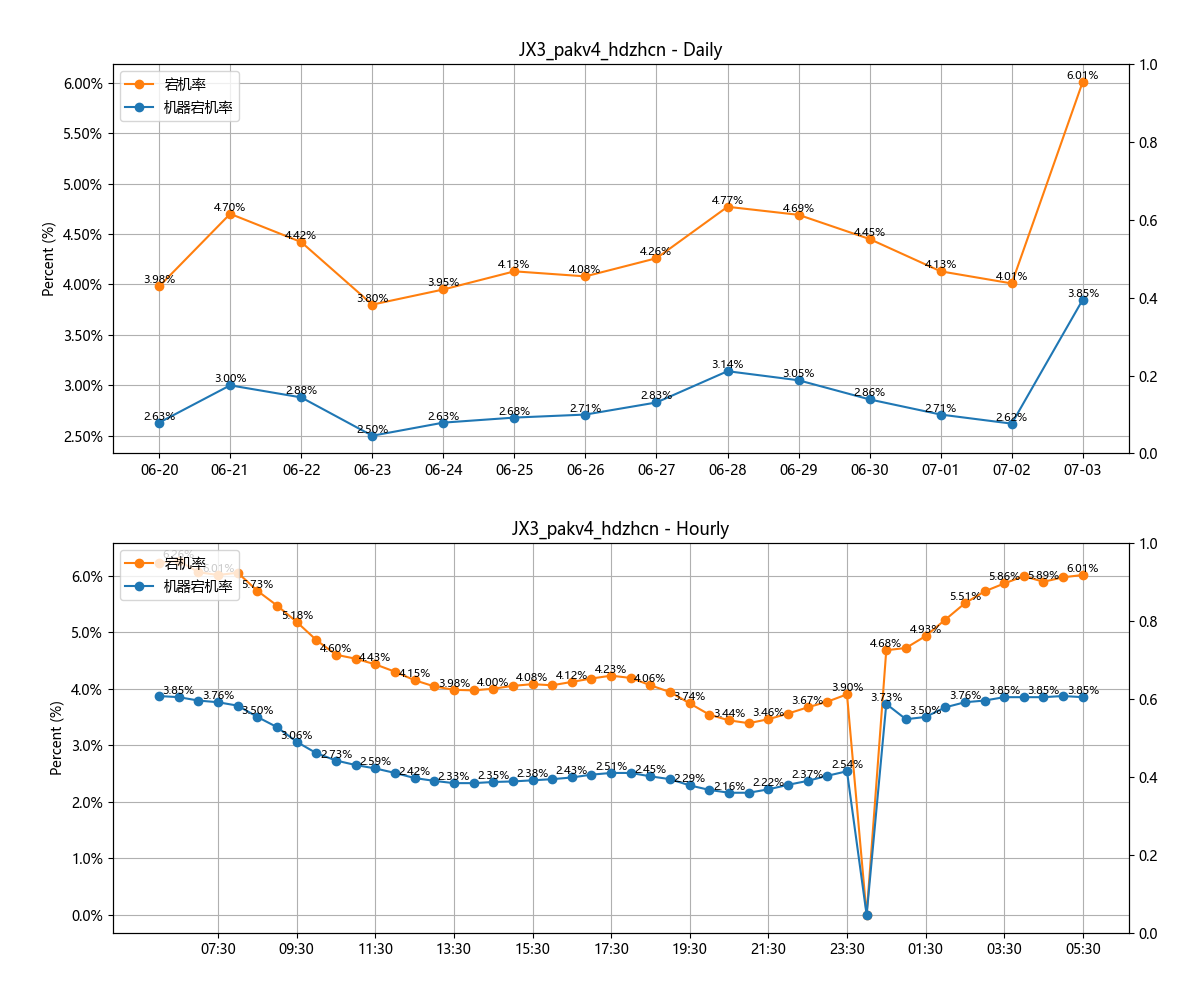 JX3_pakv4_hdzhcn - Daily
宕机率
机器宕机率
Percent (%)
6.00%
5.50%
5.00%
4.50%
4.00%
3.50%
3.00%
2.50%
1.0
0.8
0.6
0.4
0.2
0.0
3.98% 4.70% 4.42% 3.80% 3.95% 4.13% 4.08% 4.26% 4.77% 4.69% 4.45% 4.13% 4.01% 6.01%
2.63% 3.00% 2.88% 2.50% 2.63% 2.68% 2.71% 2.83% 3.14% 3.05% 2.86% 2.71% 2.62% 3.85%
06-20 06-21 06-22 06-23 06-24 06-25 06-26 06-27 06-28 06-29 06-30 07-01 07-02 07-03
JX3_pakv4_hdzhcn - Hourly
宕机率
机器宕机率
Percent (%)
6.0%
5.0%
4.0%
3.0%
2.0%
1.0%
0.0%
1.0
0.8
0.6
0.4
0.2
0.0
6.01% 5.73% 5.18% 4.60% 4.43% 4.15% 3.98% 4.00% 4.08% 4.12% 4.23% 4.06% 3.74% 3.44% 3.46% 3.67% 3.90% 4.68% 4.93% 5.51% 5.86% 5.89% 6.01%
3.85% 3.76% 3.50% 3.06% 2.73% 2.59% 2.42% 2.33% 2.35% 2.38% 2.43% 2.51% 2.45% 2.29% 2.16% 2.22% 2.37% 2.54% 3.73% 3.50% 3.76% 3.85% 3.85% 3.85%
07:30 09:30 11:30 13:30 15:30 17:30 19:30 21:30 23:30 01:30 03:30 05:30